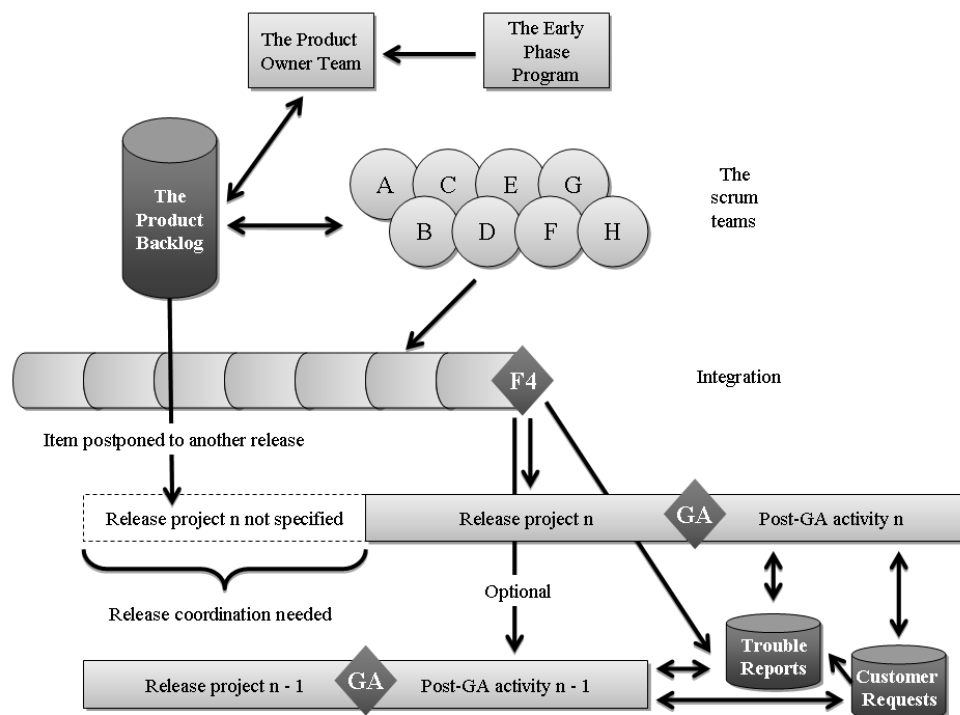 The Product
Owner Team
The Early
Phase
Program
The
Product
Backlog
A
C
E
G
B
D
F
H
The
scrum
teams
F4
Integration
Item postponed to another release
Release project n not specified
Release project n
GA
Post-GA activity n
Release coordination needed
Optional
Trouble
Reports
Customer
Requests
Release project n - 1
GA
Post-GA activity n - 1